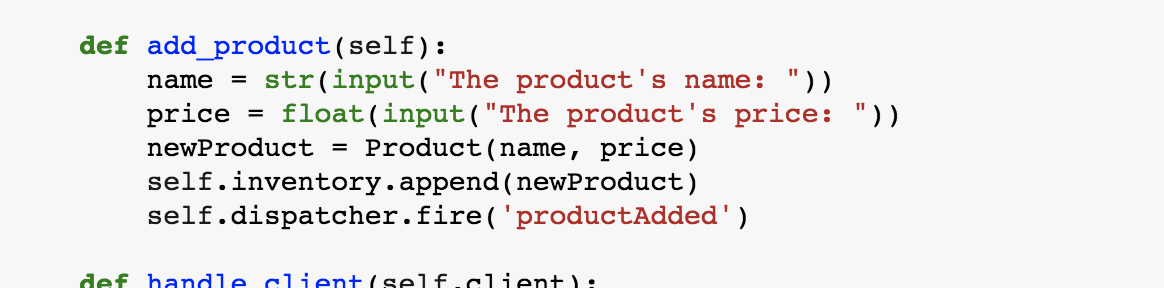 def add_product(self):
name = str(input("The product's name: "))
price = float(input("The product's price: "))
newProduct = Product(name, price)
self.inventory.append(newProduct)
self.dispatcher.fire('productAdded')
def handle_client(self,client):